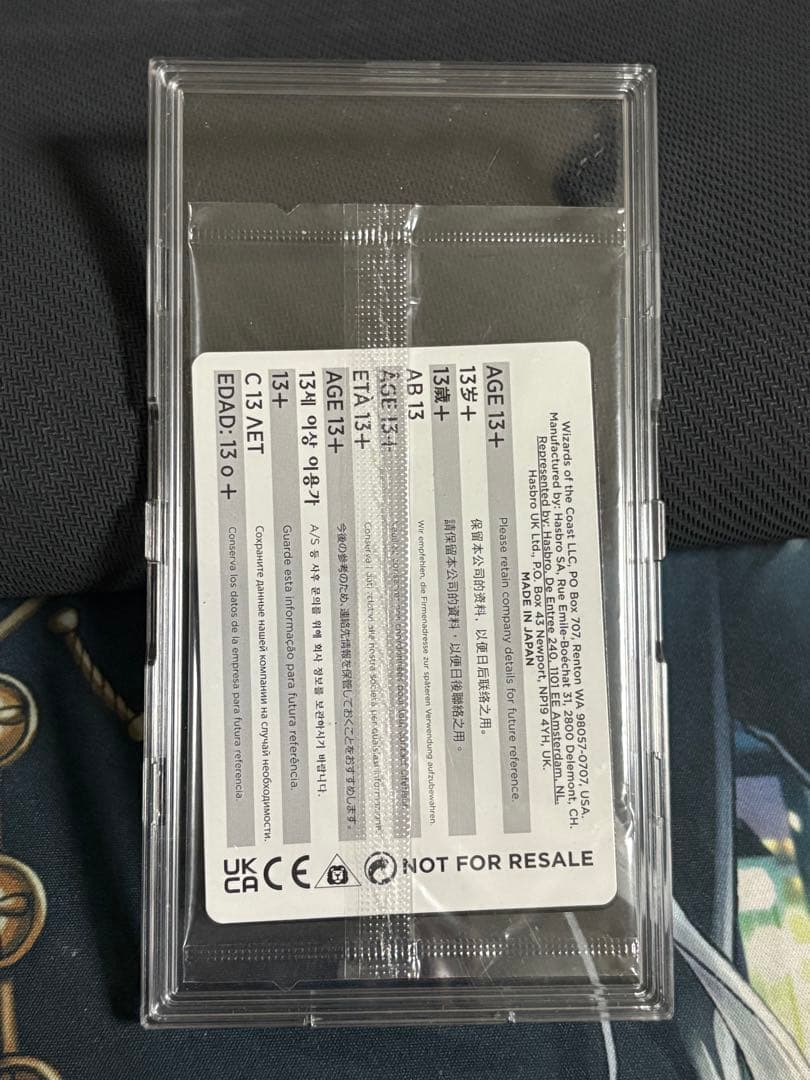 Wizards of the Coast LLC, PO Box 707, Renton WA 98057-0707, USA.
Manufactured by: Hasbro SA, Rue Emile-Boéchat 31, 2800 Delemont, CH.
Represented by: Hasbro, De Entree 240, 1101 EE Amsterdam, NL.
Hasbro UK Ltd., P.O. Box 43 Newport, NP19 4YH, UK.
MADE IN JAPAN
AGE 13+ Please retain company details for future reference.
13岁+ 保留本公司的资料，以便日后联络之用。
13歲+ 請保留本公司的資料，以便日後聯絡之用。
AB 13 Wir empfehlen, die Firmenadresse zur späteren Verwendung aufzubewahren.
ÂGE 13+
ETÀ 13+
AGE 13+ 今後の参考のため、連絡先情報を保管しておくことをおすすめします。
13세 이상 이용가 A/S 등 사후 문의를 위해 회사 정보를 보관하시기 바랍니다.
13+ Guarde esta informação para futura referência.
С 13 ЛЕТ Сохраните данные нашей компании на случай необходимости.
EDAD: 13 o + Conserva los datos de la empresa para futura referencia.
UK CA CE NOT FOR RESALE